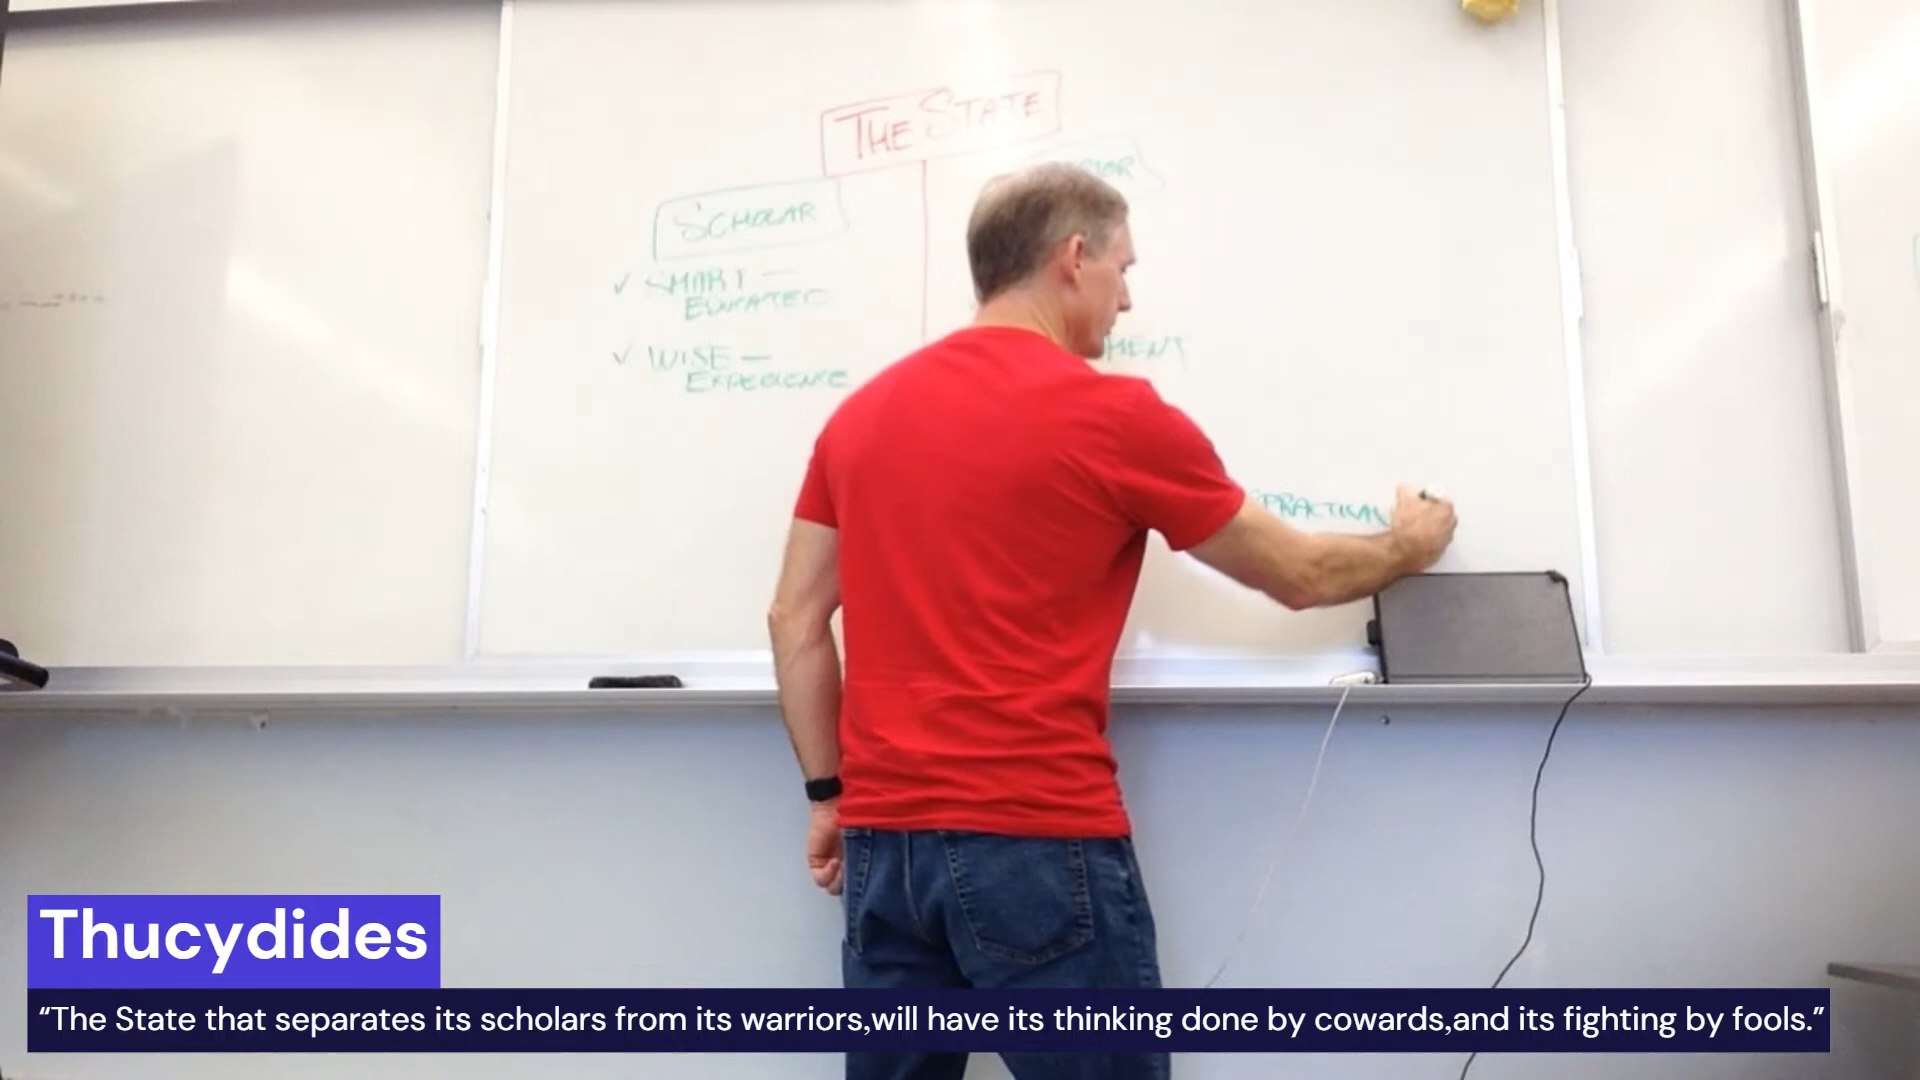 THE STATE
SCHOLAR
✓ SMART —
EDUCATED
✓ WISE —
EXPERIENCE
MENT
PRACTICAL
Thucydides
“The State that separates its scholars from its warriors,will have its thinking done by cowards,and its fighting by fools.”